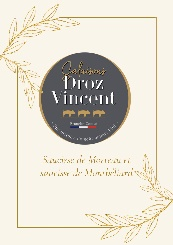 Salaisons
Droz
Vincent
Saucisse de Morteau et
saucisse de Montbéliard